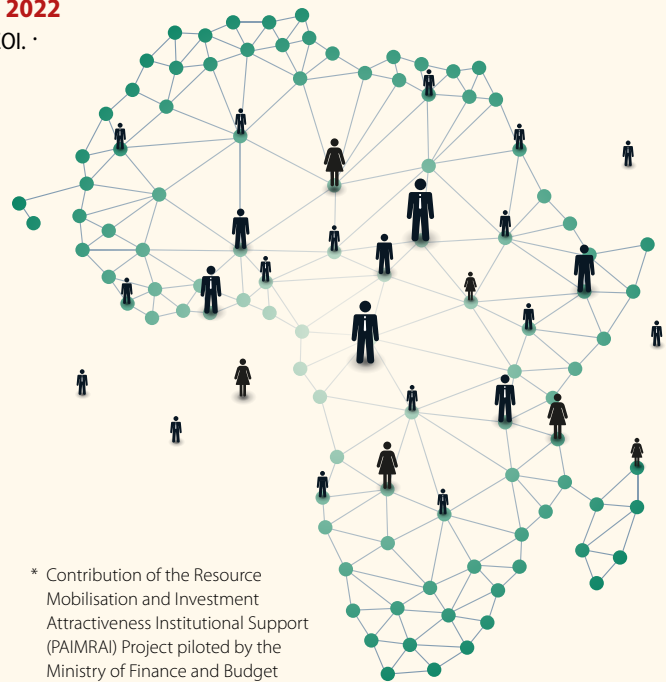 2022
EOI. *
* Contribution of the Resource
Mobilisation and Investment
Attractiveness Institutional Support
(PAIMRAI) Project piloted by the
Ministry of Finance and Budget